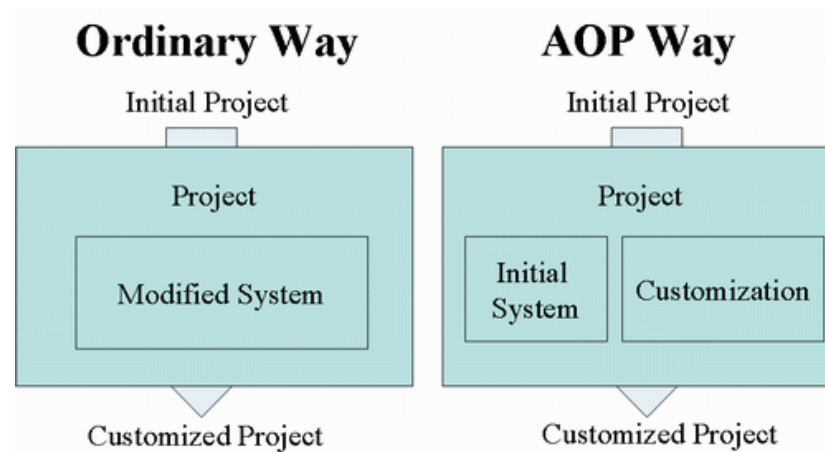 Ordinary Way
Initial Project
Project
Modified System
Customized Project
AOP Way
Initial Project
Project
Initial
System
Customization
Customized Project